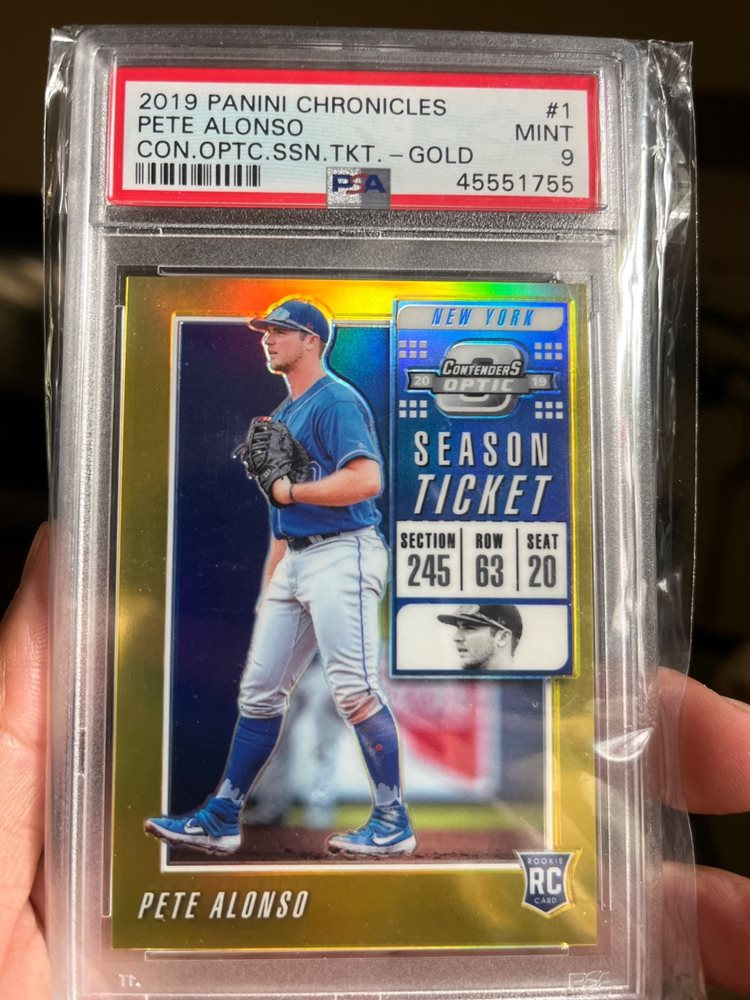 2019 PANINI CHRONICLES #1
PETE ALONSO MINT
CON.OPTC.SSN.TKT. – GOLD 9
PSA 45551755
NEW YORK
CONTENDERS
20 OPTIC 19
SEASON
TICKET
SECTION ROW SEAT
245 63 20
PETE ALONSO
ROOKIE
RC
CARD